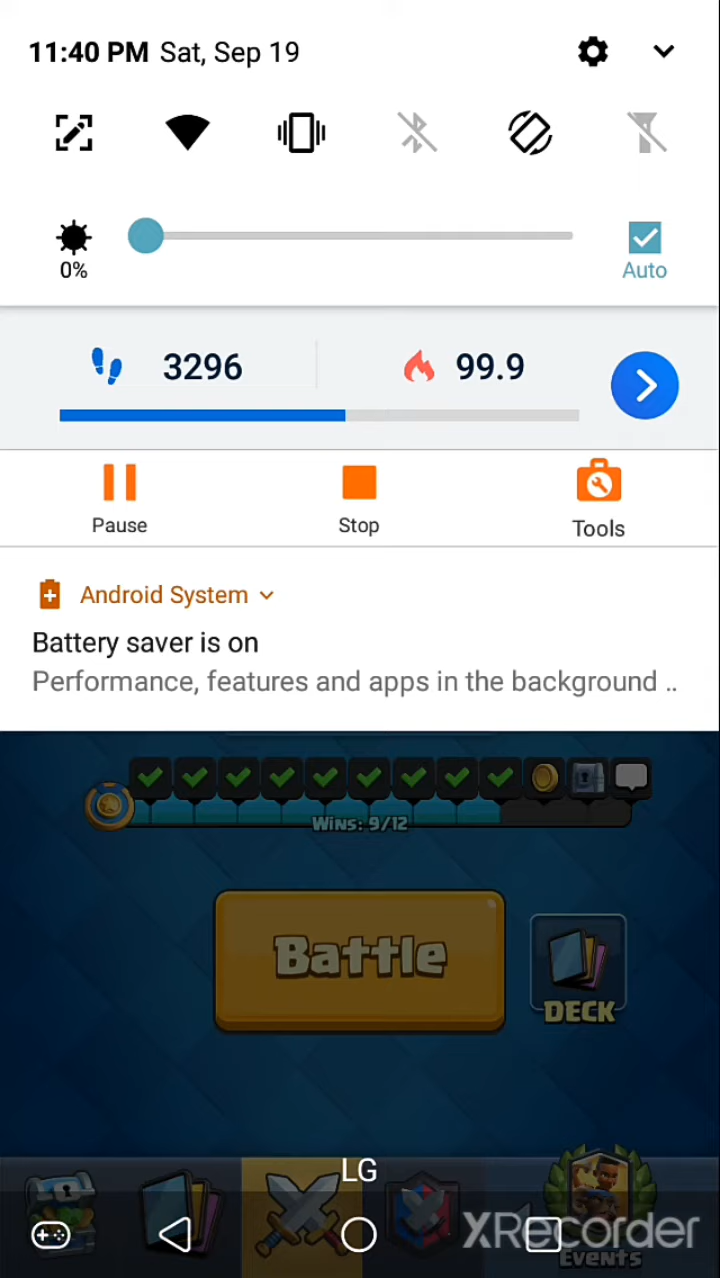 11:40 PM Sat, Sep 19
0%
Auto
3296
99.9
Pause
Stop
Tools
Android System
Battery saver is on
Performance, features and apps in the background ..
Wins: 9/12
Battle
DECK
LG
XRecorder
Events